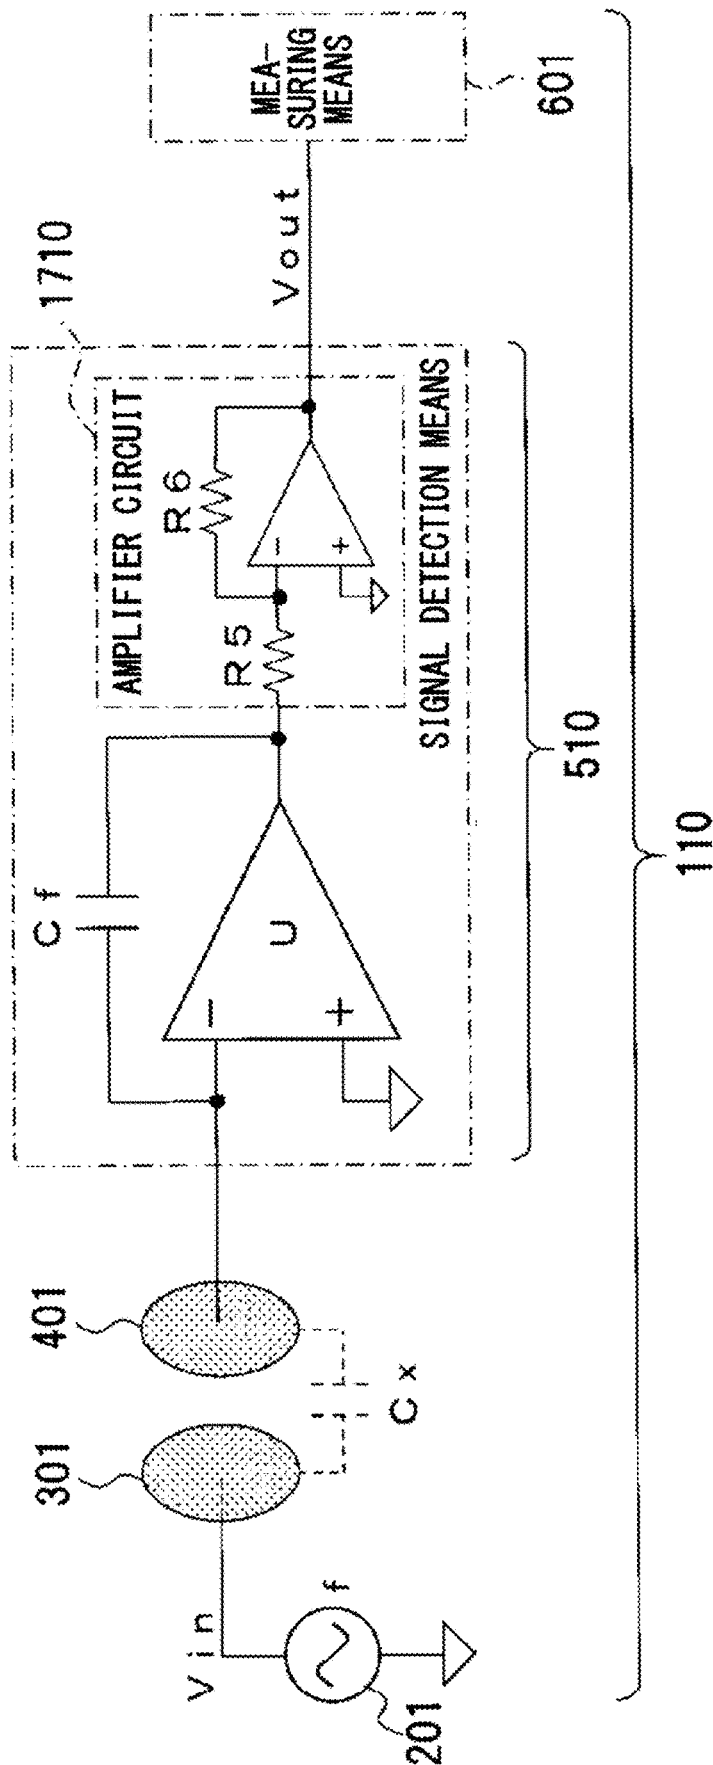 301
401
Cf
U
−
+
AMPLIFIER CIRCUIT
1710
R5
R6
−
+
SIGNAL DETECTION MEANS
Vin
f
201
Cx
Vout
MEA-
SURING
MEANS
601
510
110